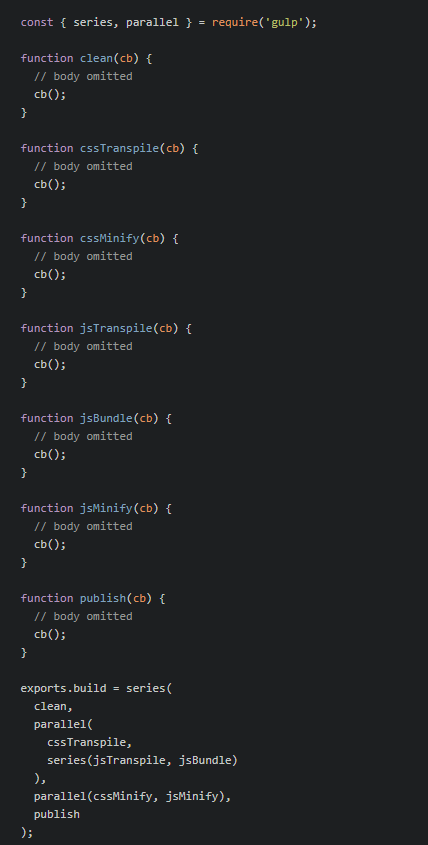 const { series, parallel } = require('gulp');

function clean(cb) {
  // body omitted
  cb();
}

function cssTranspile(cb) {
  // body omitted
  cb();
}

function cssMinify(cb) {
  // body omitted
  cb();
}

function jsTranspile(cb) {
  // body omitted
  cb();
}

function jsBundle(cb) {
  // body omitted
  cb();
}

function jsMinify(cb) {
  // body omitted
  cb();
}

function publish(cb) {
  // body omitted
  cb();
}

exports.build = series(
  clean,
  parallel(
    cssTranspile,
    series(jsTranspile, jsBundle)
  ),
  parallel(cssMinify, jsMinify),
  publish
);